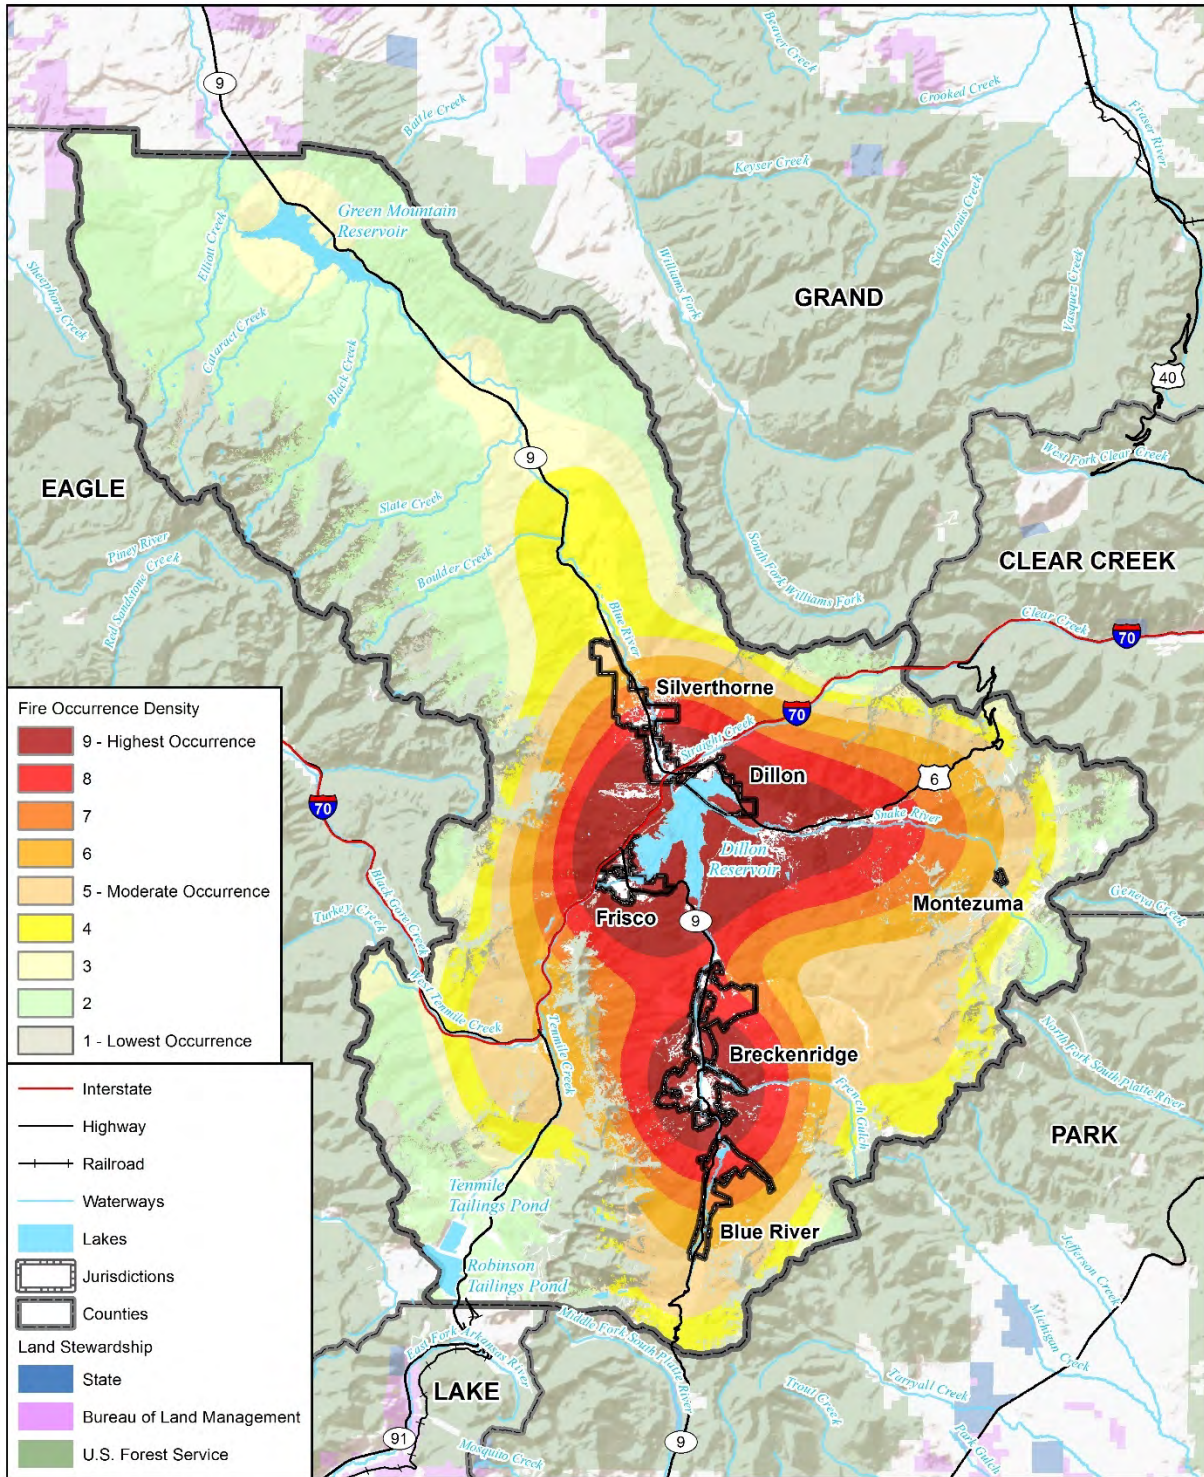 Beaver Creek
9
Battle Creek
Crooked Creek
Fraser River
Keyser Creek
Green Mountain
Reservoir
Elliott Creek
Saint Louis Creek
Sheephorn Creek
Williams Fork
Vasquez Creek
GRAND
Cataract Creek
Black Creek
40
9
West Fork Clear Creek
EAGLE
Slate Creek
Piney River
Red Sandstone Creek
Boulder Creek
South Fork Williams Fork
CLEAR CREEK
Blue River
Clear Creek
70
Silverthorne
70
Straight Creek
Dillon
6
Snake River
70
Dillon
Reservoir
Black Gore Creek
Turkey Creek
Frisco
9
Montezuma
Geneva Creek
West Tenmile Creek
Tenmile Creek
North Fork South Platte River
Breckenridge
French Gulch
PARK
Tenmile
Tailings Pond
Blue River
Robinson
Tailings Pond
Jefferson Creek
Michigan Creek
East Fork Arkansas River
Middle Fork South Platte River
LAKE
Trout Creek
Tarryall Creek
Park Gulch
91
Mosquito Creek
9
Fire Occurrence Density
9 - Highest Occurrence
8
7
6
5 - Moderate Occurrence
4
3
2
1 - Lowest Occurrence
Interstate
Highway
Railroad
Waterways
Lakes
Jurisdictions
Counties
Land Stewardship
State
Bureau of Land Management
U.S. Forest Service